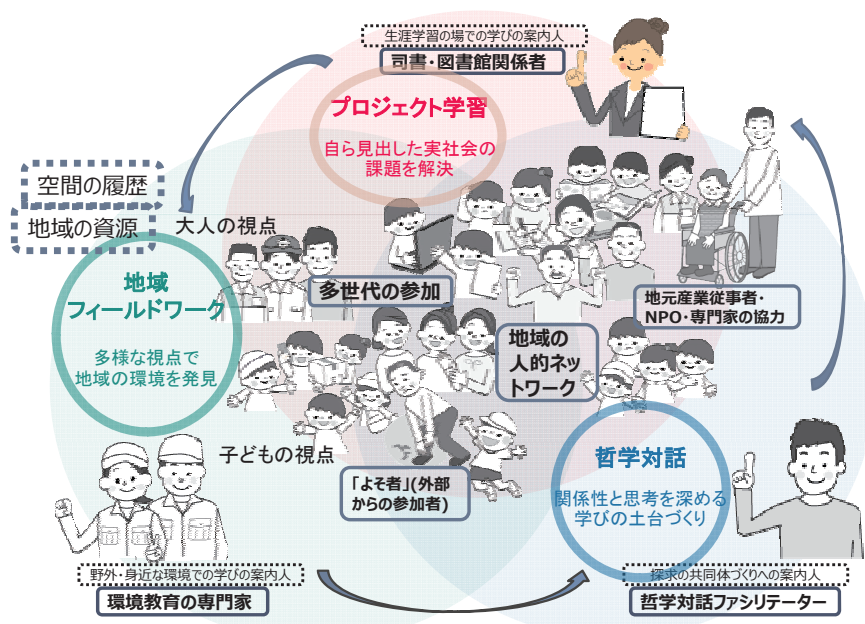 生涯学習の場での学びの案内人
司書・図書館関係者
プロジェクト学習
自ら見出した実社会の
課題を解決
空間の履歴
地域の資源
大人の視点
地域
フィールドワーク
多様な視点で
地域の環境を発見
多世代の参加
地元産業従事者・
NPO・専門家の協力
地域の
人的ネッ
トワーク
子どもの視点
「よそ者」(外部
からの参加者)
哲学対話
関係性と思考を深める
学びの土台づくり
野外・身近な環境での学びの案内人
環境教育の専門家
探求の共同体づくりへの案内人
哲学対話ファシリテーター